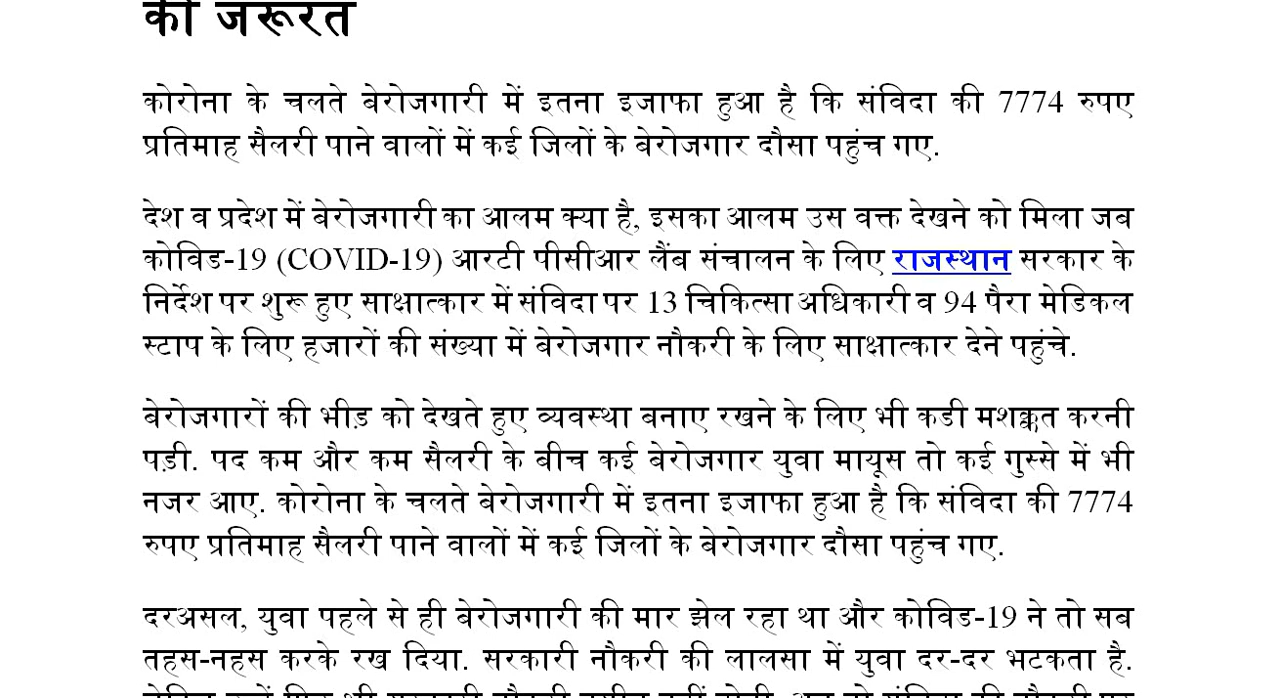 की जरूरत
कोरोना के चलते बेरोजगारी में इतना इजाफा हुआ है कि संविदा की 7774 रुपए
प्रतिमाह सैलरी पाने वालों में कई जिलों के बेरोजगार दौसा पहुंच गए.
देश व प्रदेश में बेरोजगारी का आलम क्या है, इसका आलम उस वक्त देखने को मिला जब
कोविड-19 (COVID-19) आरटी पीसीआर लैंब संचालन के लिए राजस्थान सरकार के
निर्देश पर शुरू हुए साक्षात्कार में संविदा पर 13 चिकित्सा अधिकारी व 94 पैरा मेडिकल
स्टाप के लिए हजारों की संख्या में बेरोजगार नौकरी के लिए साक्षात्कार देने पहुंचे.
बेरोजगारों की भीड़ को देखते हुए व्यवस्था बनाए रखने के लिए भी कडी मशक्कत करनी
पड़ी. पद कम और कम सैलरी के बीच कई बेरोजगार युवा मायूस तो कई गुस्से में भी
नजर आए. कोरोना के चलते बेरोजगारी में इतना इजाफा हुआ है कि संविदा की 7774
रुपए प्रतिमाह सैलरी पाने वालों में कई जिलों के बेरोजगार दौसा पहुंच गए.
दरअसल, युवा पहले से ही बेरोजगारी की मार झेल रहा था और कोविड-19 ने तो सब
तहस-नहस करके रख दिया. सरकारी नौकरी की लालसा में युवा दर-दर भटकता है.